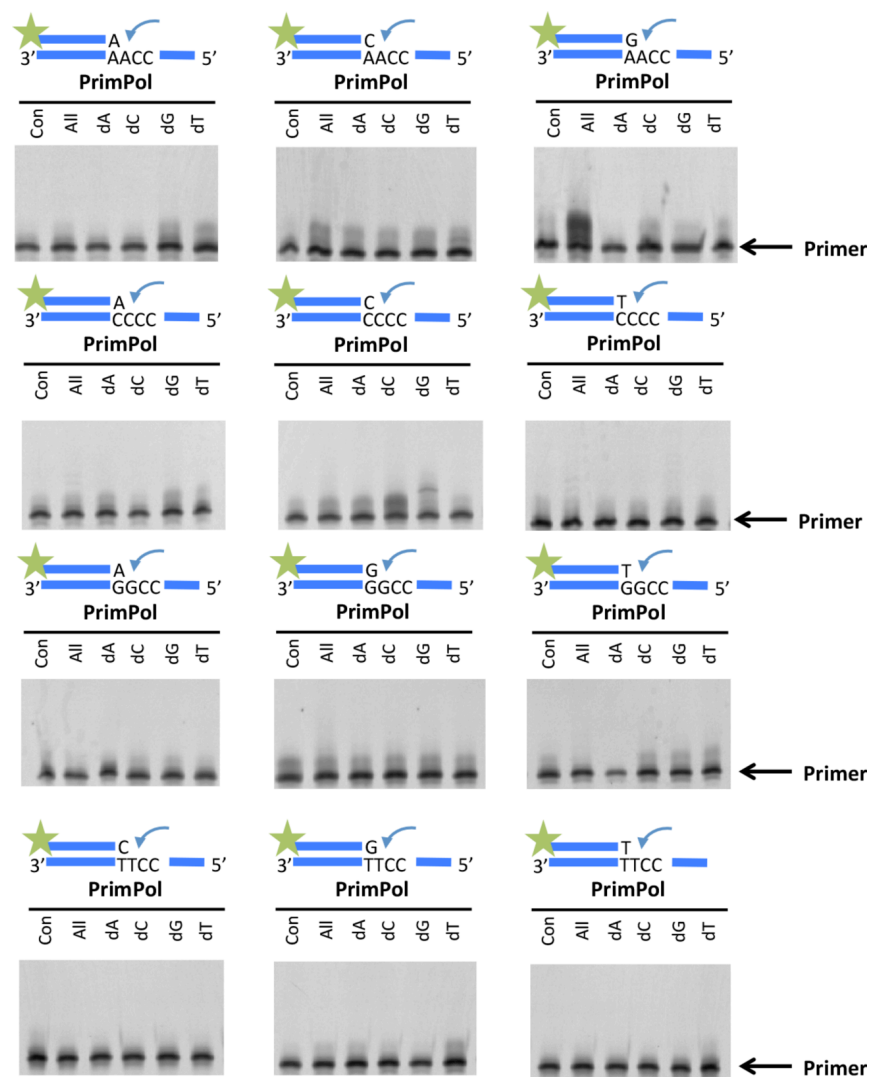 A C G
3’ AACC 5’ 3’ AACC 5’ 3’ AACC 5’
PrimPol PrimPol PrimPol
Con All dA dC dG dT Con All dA dC dG dT Con All dA dC dG dT
Primer
A C T
3’ CCCC 5’ 3’ CCCC 5’ 3’ CCCC 5’
PrimPol PrimPol PrimPol
Con All dA dC dG dT Con All dA dC dG dT Con All dA dC dG dT
Primer
A G T
3’ GGCC 5’ 3’ GGCC 5’ 3’ GGCC 5’
PrimPol PrimPol PrimPol
Con All dA dC dG dT Con All dA dC dG dT Con All dA dC dG dT
Primer
C G T
3’ TTCC 5’ 3’ TTCC 5’ 3’ TTCC
PrimPol PrimPol PrimPol
Con All dA dC dG dT Con All dA dC dG dT Con All dA dC dG dT
Primer